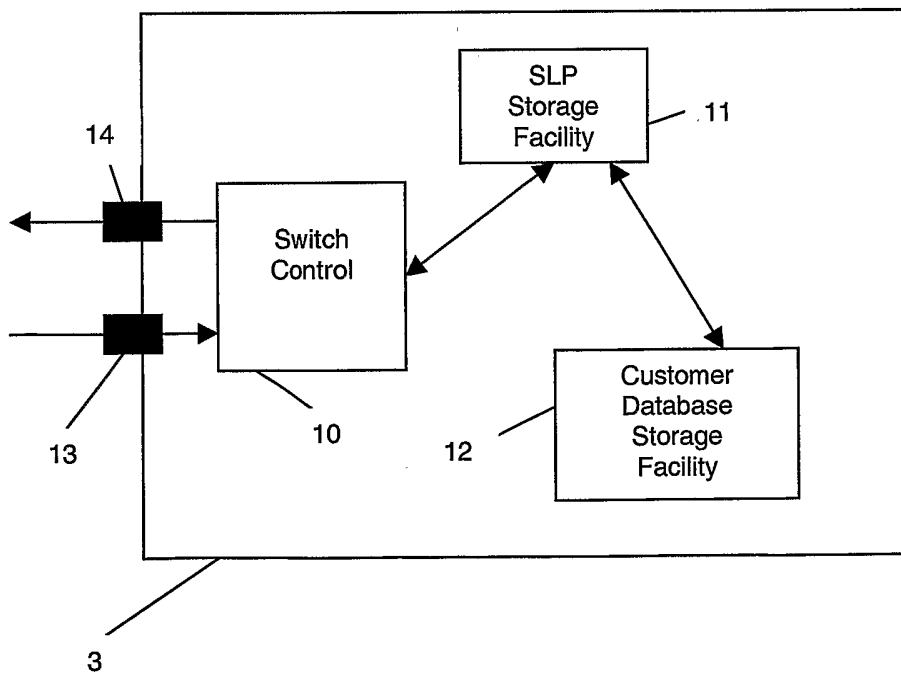 SLP
Storage
Facility
11
14
Switch
Control
Customer
Database
Storage
Facility
10
12
13
3